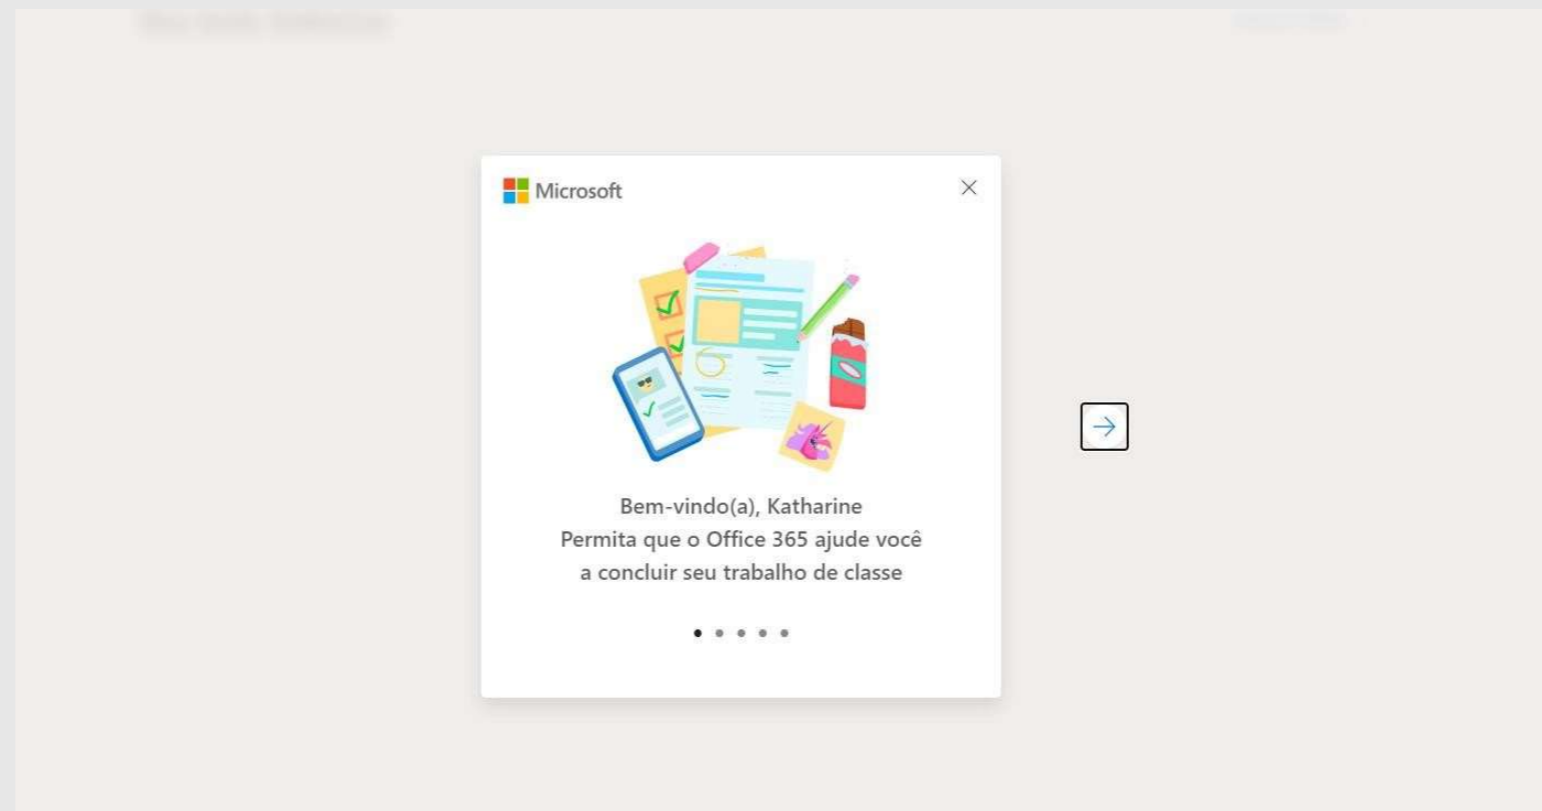 Microsoft
Bem-vindo(a), Katharine
Permita que o Office 365 ajude você
a concluir seu trabalho de classe